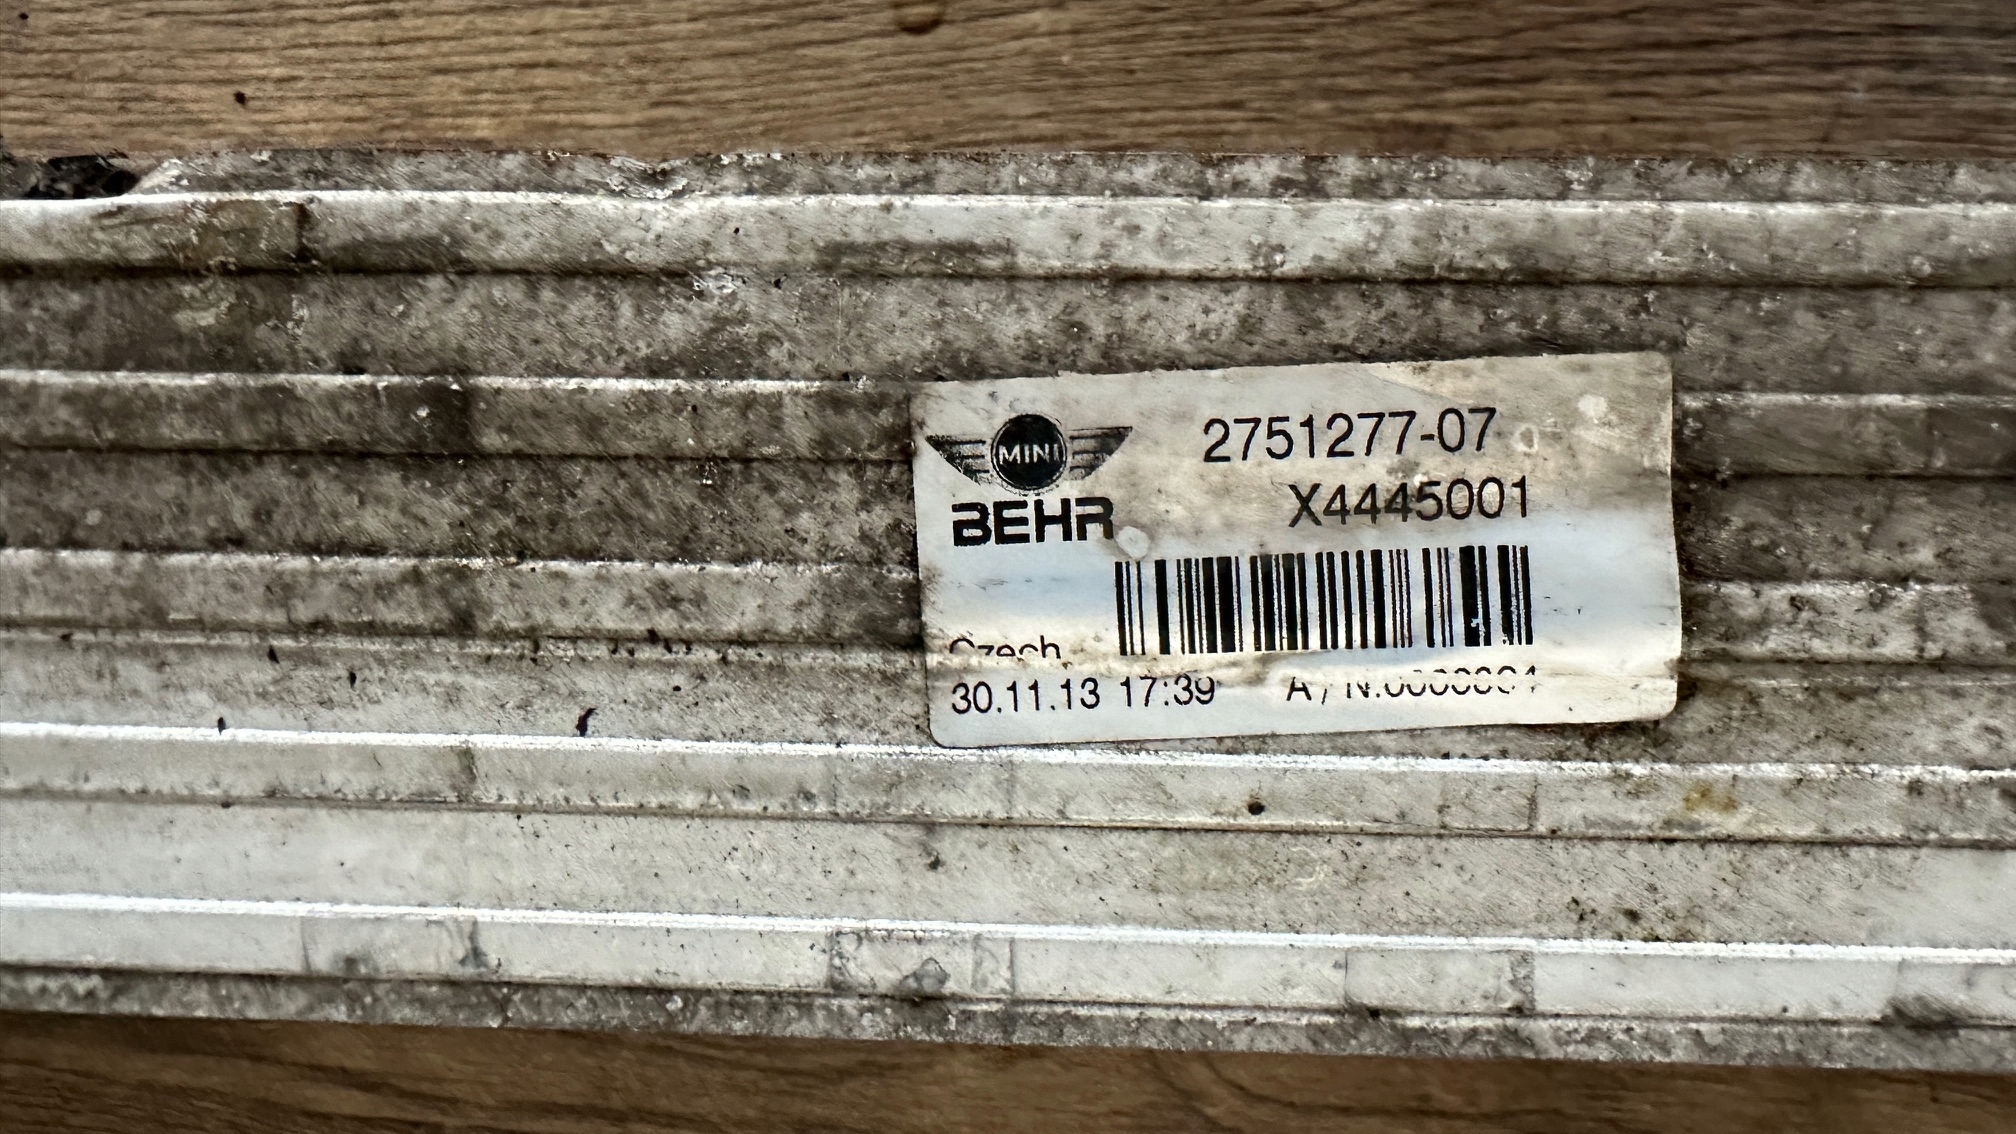 MINI
2751277-07
BEHR
X4445001
Czech
30.11.13 17:39